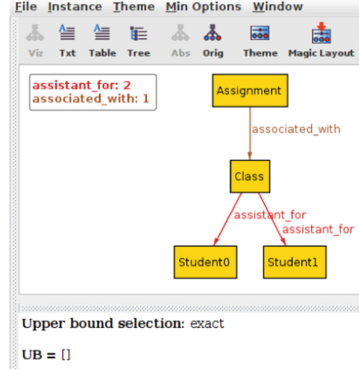 File Instance Theme Min Options Window
Viz Txt Table Tree Abs Orig Theme Magic Layout
assistant_for: 2
associated_with: 1
Assignment
associated_with
Class
assistant_for
assistant_for
Student0 Student1
Upper bound selection: exact
UB = []